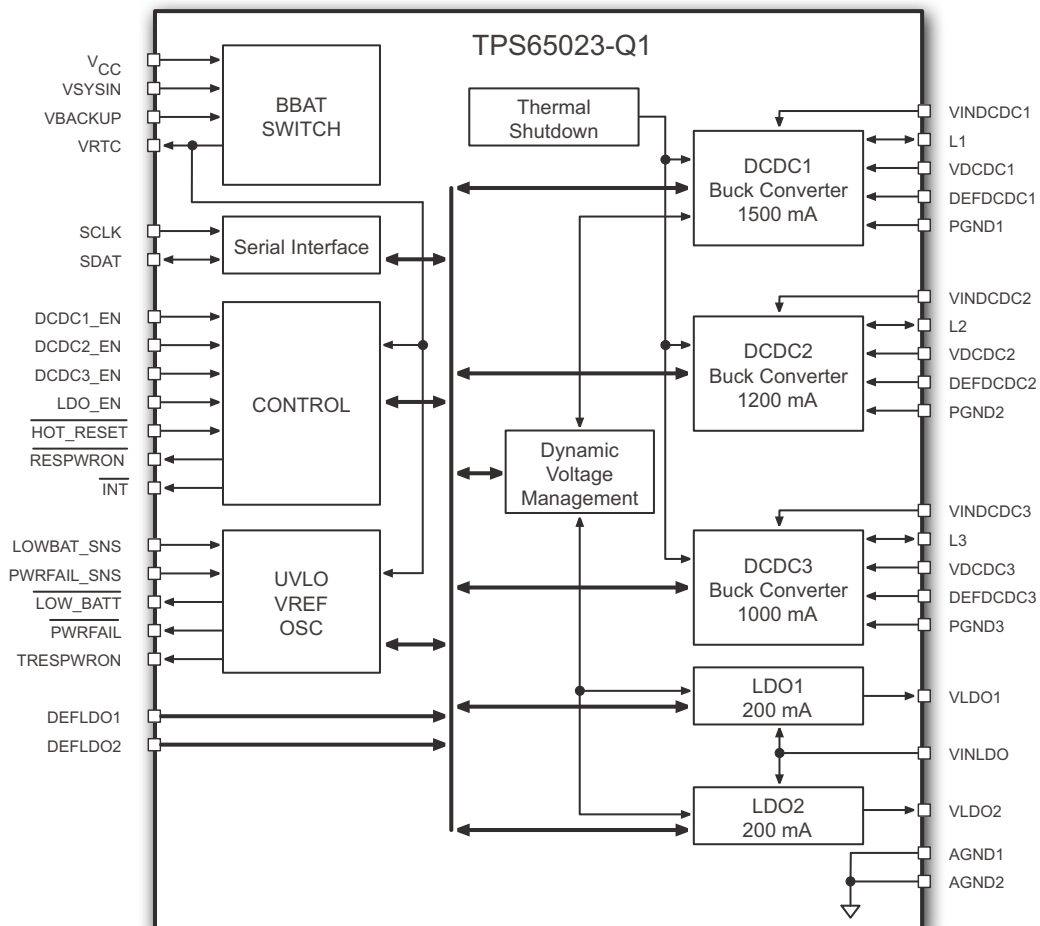 TPS65023-Q1
VCC
VSYSIN
VBACKUP
VRTC
BBAT
SWITCH
SCLK
SDAT
Serial Interface
DCDC1_EN
DCDC2_EN
DCDC3_EN
LDO_EN
HOT_RESET
RESPWRON
INT
CONTROL
LOWBAT_SNS
PWRFAIL_SNS
LOW_BATT
PWRFAIL
TRESPWRON
UVLO
VREF
OSC
DEFLDO1
DEFLDO2
Thermal
Shutdown
Dynamic
Voltage
Management
DCDC1
Buck Converter
1500 mA
VINDCDC1
L1
VDCDC1
DEFDCDC1
PGND1
DCDC2
Buck Converter
1200 mA
VINDCDC2
L2
VDCDC2
DEFDCDC2
PGND2
DCDC3
Buck Converter
1000 mA
VINDCDC3
L3
VDCDC3
DEFDCDC3
PGND3
LDO1
200 mA
VLDO1
VINLDO
LDO2
200 mA
VLDO2
AGND1
AGND2